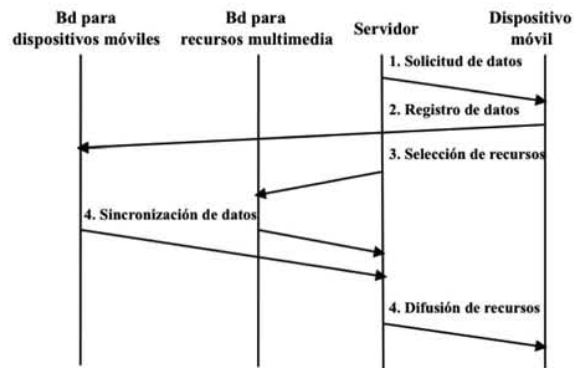 Bd para
dispositivos móviles
Bd para
recursos multimedia
Servidor
Dispositivo
móvil
1. Solicitud de datos
2. Registro de datos
3. Selección de recursos
4. Sincronización de datos
4. Difusión de recursos